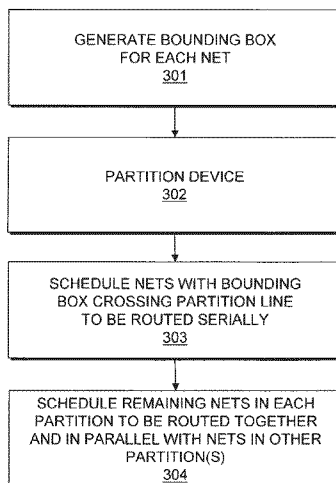 GENERATE BOUNDING BOX
FOR EACH NET
301
PARTITION DEVICE
302
SCHEDULE NETS WITH BOUNDING
BOX CROSSING PARTITION LINE
TO BE ROUTED SERIALLY
303
SCHEDULE REMAINING NETS IN EACH
PARTITION TO BE ROUTED TOGETHER
AND IN PARALLEL WITH NETS IN OTHER
PARTITION(S)
304